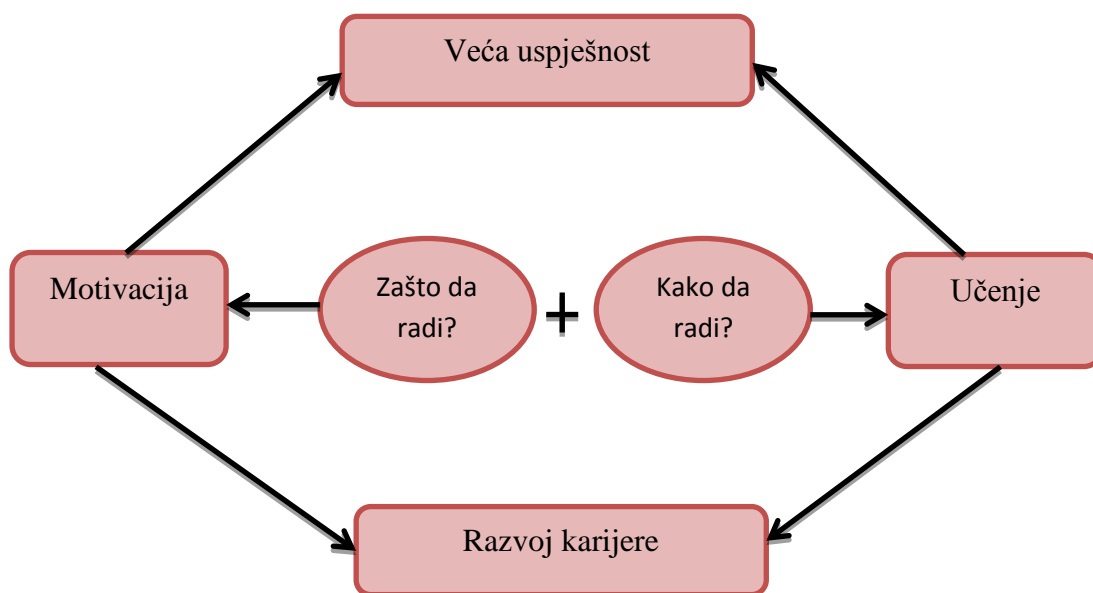 Veća uspješnost
Motivacija
Zašto da
radi?
+
Kako da
radi?
Učenje
Razvoj karijere